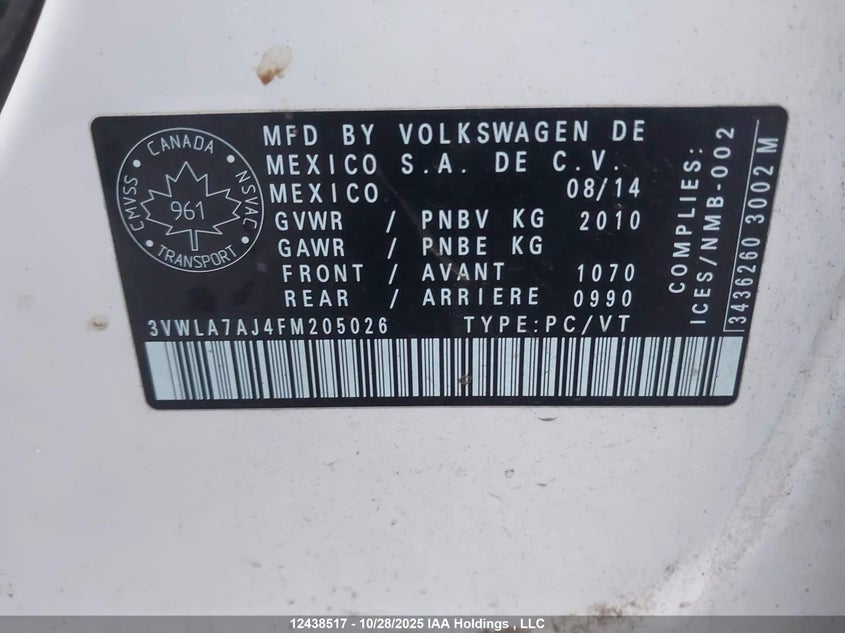 CANADA
CMVSS
NSVAC
961
TRANSPORT
MFD BY VOLKSWAGEN DE
MEXICO S.A. DE C.V.
MEXICO 08/14
GVWR / PNBV KG 2010
GAWR / PNBE KG
FRONT / AVANT 1070
REAR / ARRIERE 0990
3VWLA7AJ4FM205026 TYPE:PC/VT
COMPLIES:
ICES/NMB-002
3436260 3002 M
12438517 - 10/28/2025 IAA Holdings , LLC